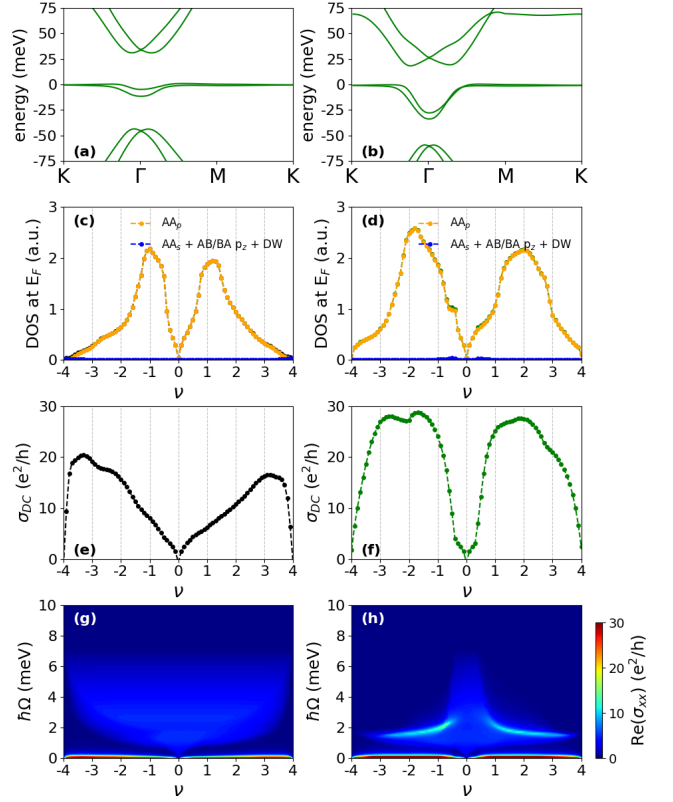 75
50
25
0
-25
-50
-75
energy (meV)
(a)
K Γ M K
75
50
25
0
-25
-50
-75
energy (meV)
(b)
K Γ M K
3
2
1
0
DOS at E_F (a.u.)
(c)
AA_p
AA_s + AB/BA p_z + DW
-4 -3 -2 -1 0 1 2 3 4
ν
3
2
1
0
DOS at E_F (a.u.)
(d)
AA_p
AA_s + AB/BA p_z + DW
-4 -3 -2 -1 0 1 2 3 4
ν
30
20
10
0
σ_DC (e²/h)
(e)
-4 -3 -2 -1 0 1 2 3 4
ν
30
20
10
0
σ_DC (e²/h)
(f)
-4 -3 -2 -1 0 1 2 3 4
ν
10
8
6
4
2
0
ℏΩ (meV)
(g)
-4 -3 -2 -1 0 1 2 3 4
ν
10
8
6
4
2
0
ℏΩ (meV)
(h)
-4 -3 -2 -1 0 1 2 3 4
ν
30
20
10
0
Re(σ_xx) (e²/h)